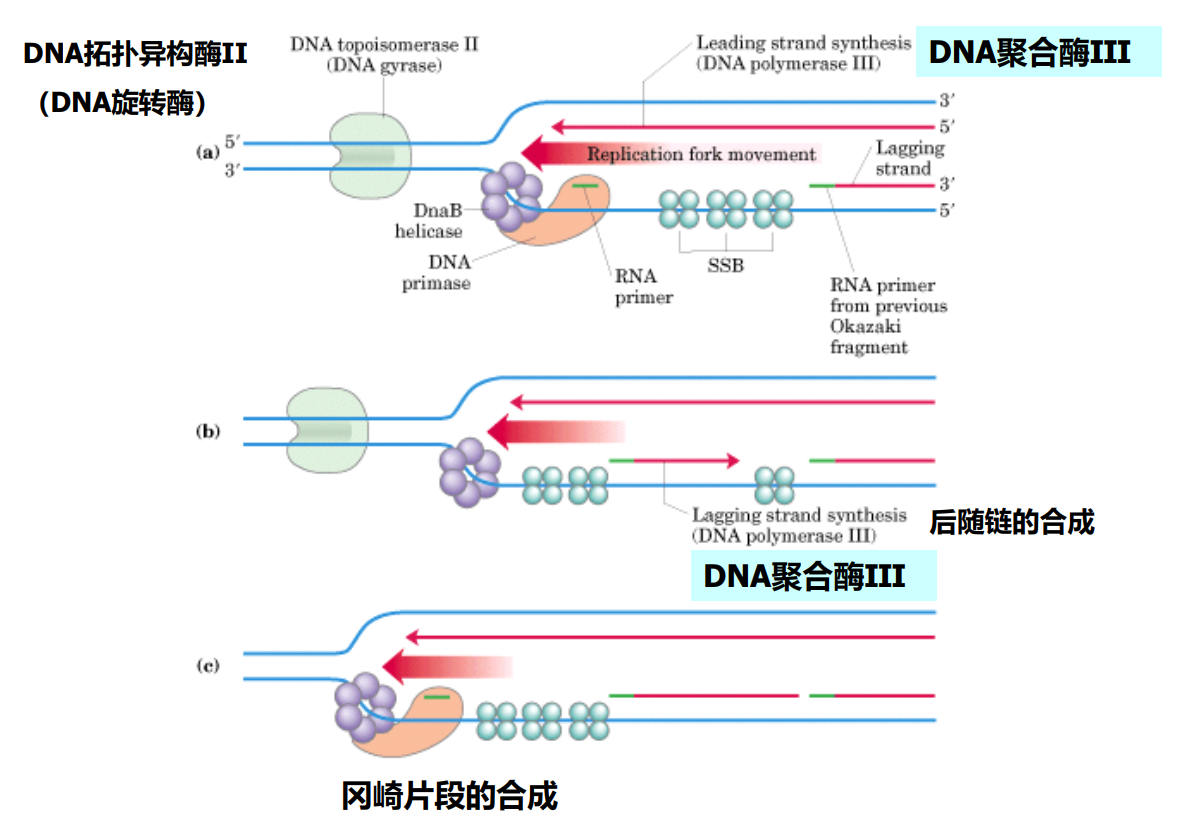 DNA拓扑异构酶II
（DNA旋转酶）
DNA topoisomerase II
(DNA gyrase)
Leading strand synthesis
(DNA polymerase III)
DNA聚合酶III
3′
5′
(a)
5′
3′
Replication fork movement
Lagging
strand
3′
5′
DnaB
helicase
DNA
primase
RNA
primer
SSB
RNA primer
from previous
Okazaki
fragment
(b)
Lagging strand synthesis
(DNA polymerase III)
后随链的合成
DNA聚合酶III
(c)
冈崎片段的合成